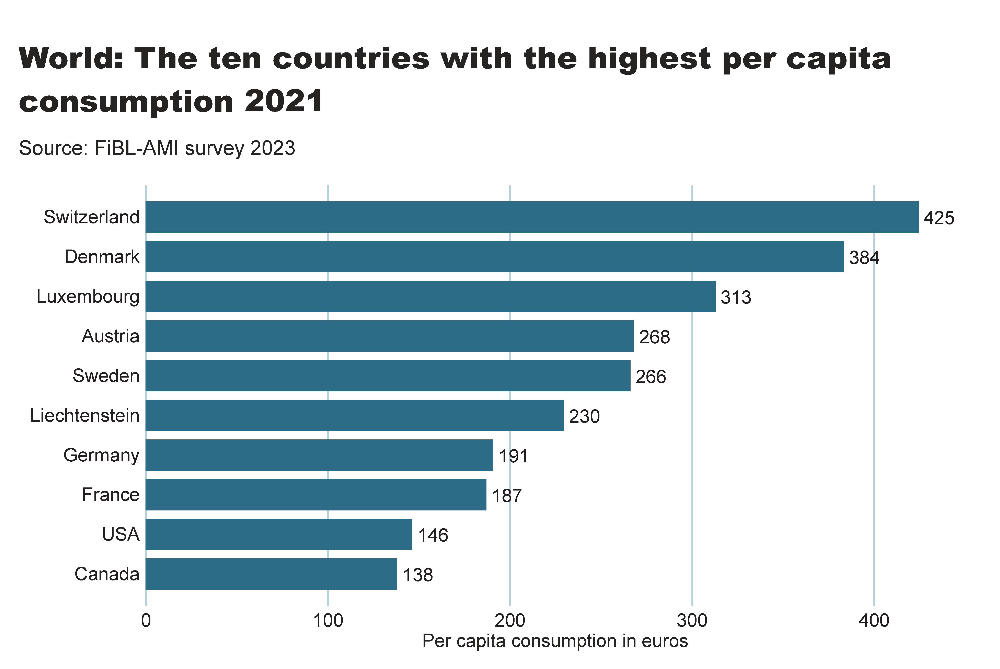 World: The ten countries with the highest per capita
consumption 2021
Source: FiBL-AMI survey 2023
Switzerland 425
Denmark 384
Luxembourg 313
Austria 268
Sweden 266
Liechtenstein 230
Germany 191
France 187
USA 146
Canada 138
0 100 200 300 400
Per capita consumption in euros